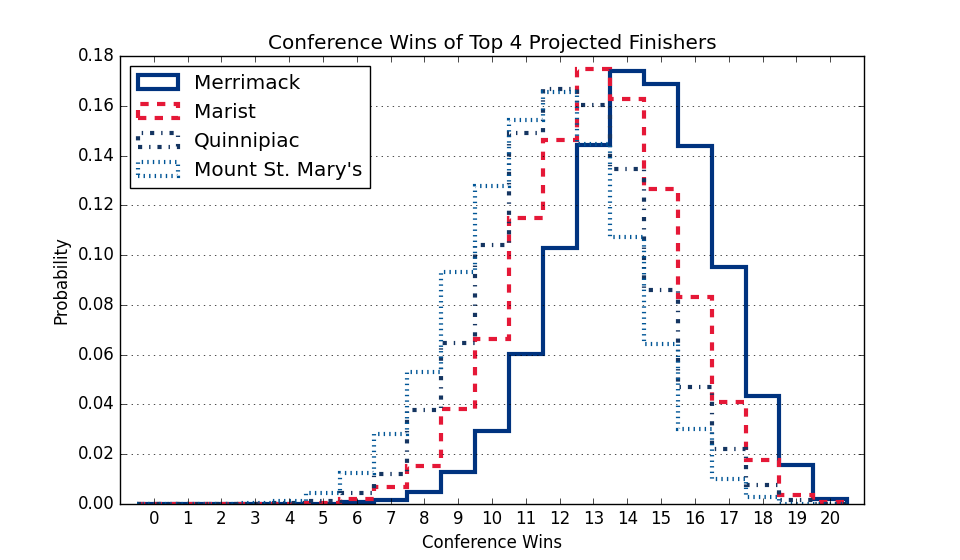 Conference Wins of Top 4 Projected Finishers
Merrimack
Marist
Quinnipiac
Mount St. Mary's
Probability
0.18
0.16
0.14
0.12
0.10
0.08
0.06
0.04
0.02
0.00
0 1 2 3 4 5 6 7 8 9 10 11 12 13 14 15 16 17 18 19 20
Conference Wins